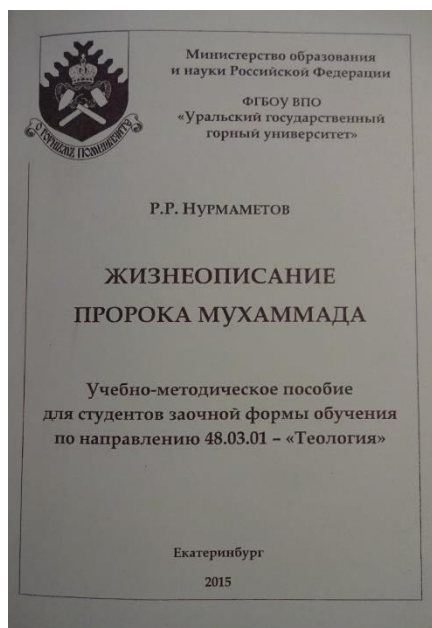 Министерство образования
и науки Российской Федерации
ФГБОУ ВПО
«Уральский государственный
горный университет»
Р.Р. НУРМАМЕТОВ
ЖИЗНЕОПИСАНИЕ
ПРОРОКА МУХАММАДА
Учебно-методическое пособие
для студентов заочной формы обучения
по направлению 48.03.01 – «Теология»
Екатеринбург
2015